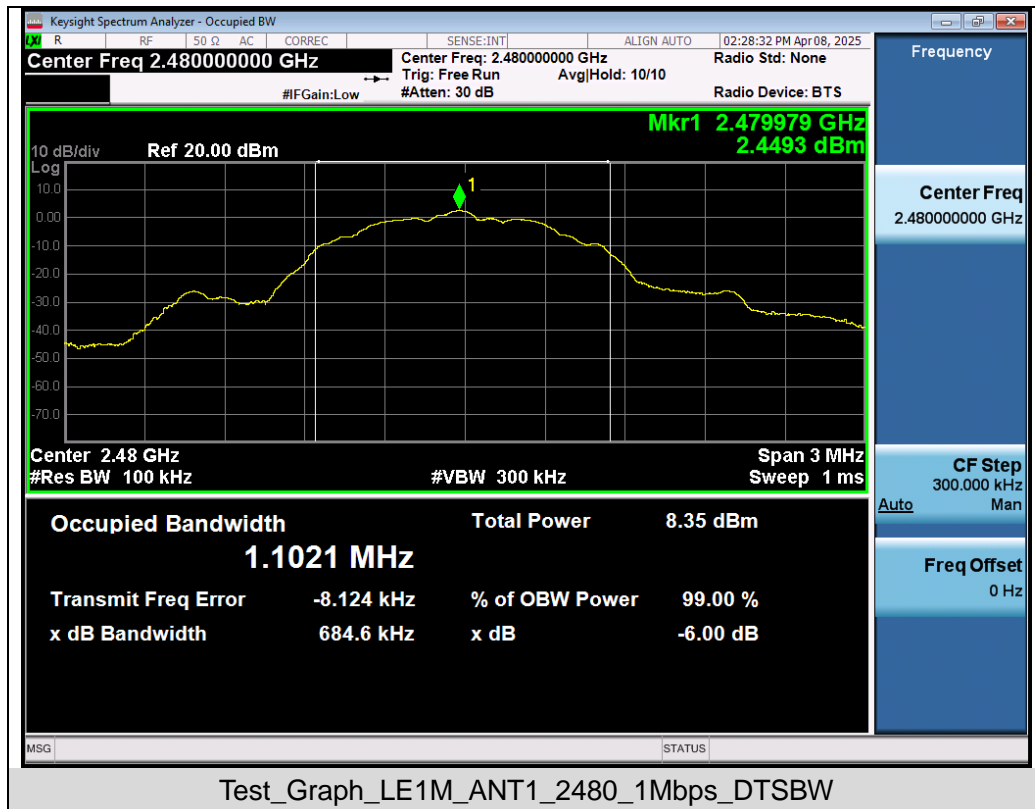 Keysight Spectrum Analyzer - Occupied BW
LXI R RF 50 Ω AC CORREC SENSE:INT ALIGN AUTO 02:28:32 PM Apr 08, 2025
Center Freq 2.480000000 GHz
Center Freq: 2.480000000 GHz
Radio Std: None
Trig: Free Run Avg|Hold: 10/10
#IFGain:Low
#Atten: 30 dB
Radio Device: BTS
Mkr1 2.479979 GHz
2.4493 dBm
10 dB/div Ref 20.00 dBm
Log
10.0
0.00
-10.0
-20.0
-30.0
-40.0
-50.0
-60.0
-70.0
1
Center 2.48 GHz Span 3 MHz
#Res BW 100 kHz #VBW 300 kHz Sweep 1 ms
Occupied Bandwidth Total Power 8.35 dBm
1.1021 MHz
Transmit Freq Error -8.124 kHz % of OBW Power 99.00 %
x dB Bandwidth 684.6 kHz x dB -6.00 dB
Frequency
Center Freq
2.480000000 GHz
CF Step
300.000 kHz
Auto Man
Freq Offset
0 Hz
MSG STATUS
Test_Graph_LE1M_ANT1_2480_1Mbps_DTSBW